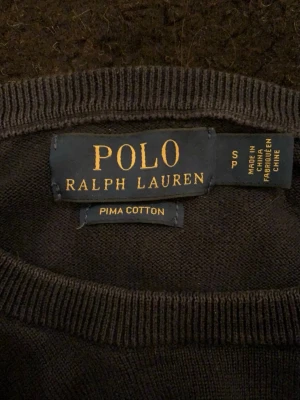 POLO
RALPH LAUREN
PIMA COTTON
S
P
MADE IN
CHINA
FABRIQUÉ EN
CHINE